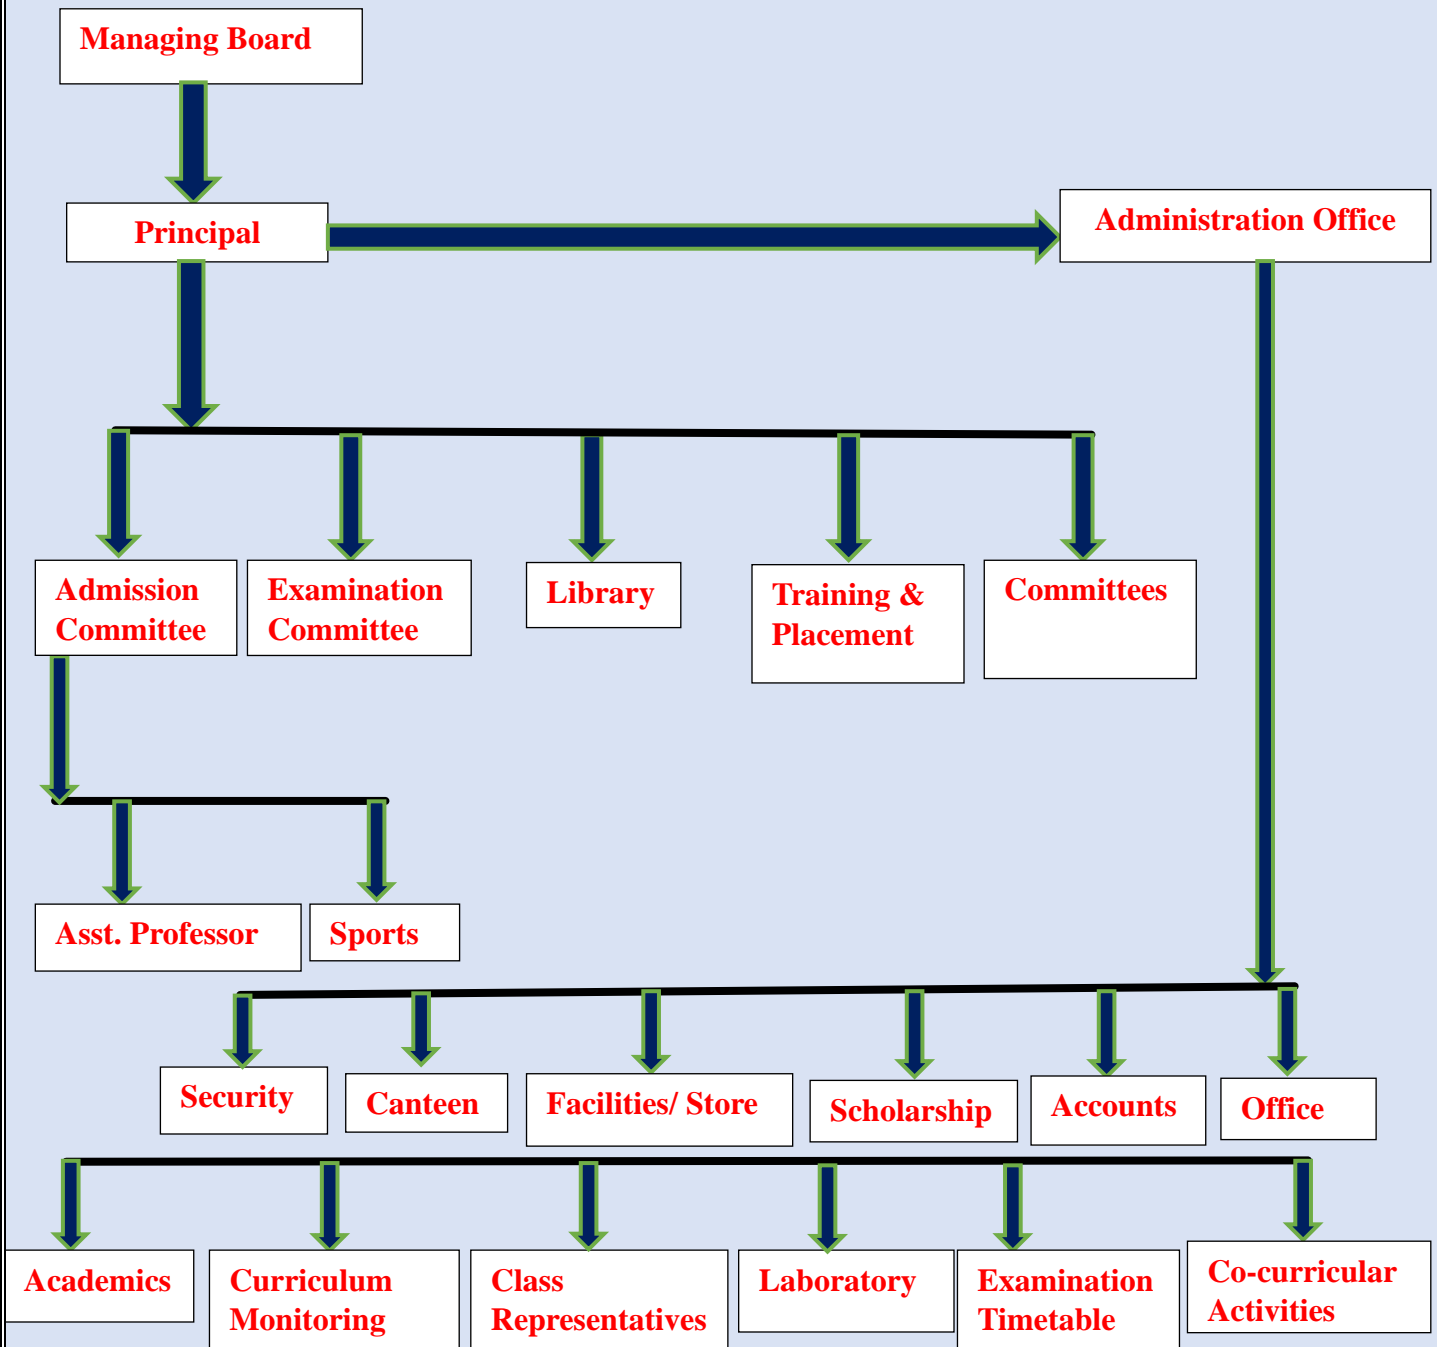 Managing Board
Principal
Administration Office
Admission
Committee
Examination
Committee
Library
Training &
Placement
Committees
Asst. Professor
Sports
Security
Canteen
Facilities/ Store
Scholarship
Accounts
Office
Academics
Curriculum
Monitoring
Class
Representatives
Laboratory
Examination
Timetable
Co-curricular
Activities